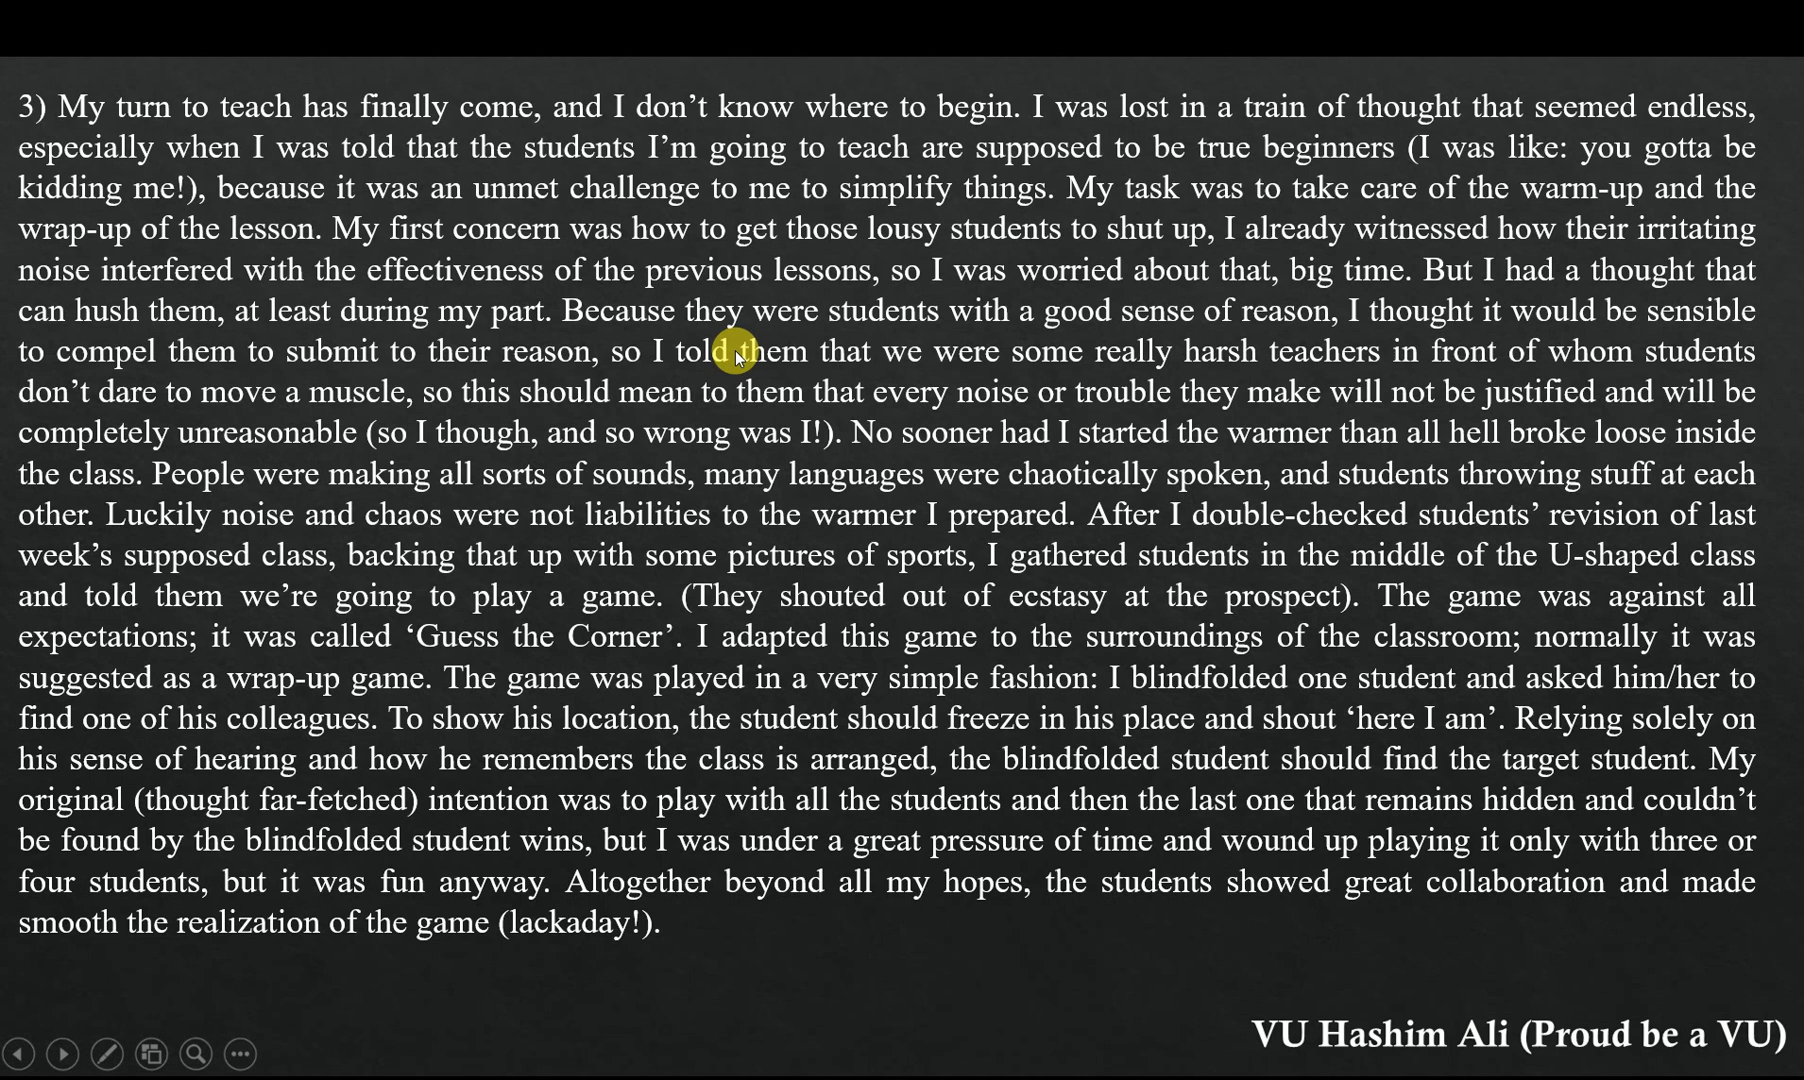 3) My turn to teach has finally come, and I don’t know where to begin. I was lost in a train of thought that seemed endless,
especially when I was told that the students I’m going to teach are supposed to be true beginners (I was like: you gotta be
kidding me!), because it was an unmet challenge to me to simplify things. My task was to take care of the warm-up and the
wrap-up of the lesson. My first concern was how to get those lousy students to shut up, I already witnessed how their irritating
noise interfered with the effectiveness of the previous lessons, so I was worried about that, big time. But I had a thought that
can hush them, at least during my part. Because they were students with a good sense of reason, I thought it would be sensible
to compel them to submit to their reason, so I told them that we were some really harsh teachers in front of whom students
don’t dare to move a muscle, so this should mean to them that every noise or trouble they make will not be justified and will be
completely unreasonable (so I though, and so wrong was I!). No sooner had I started the warmer than all hell broke loose inside
the class. People were making all sorts of sounds, many languages were chaotically spoken, and students throwing stuff at each
other. Luckily noise and chaos were not liabilities to the warmer I prepared. After I double-checked students’ revision of last
week’s supposed class, backing that up with some pictures of sports, I gathered students in the middle of the U-shaped class
and told them we’re going to play a game. (They shouted out of ecstasy at the prospect). The game was against all
expectations; it was called ‘Guess the Corner’. I adapted this game to the surroundings of the classroom; normally it was
suggested as a wrap-up game. The game was played in a very simple fashion: I blindfolded one student and asked him/her to
find one of his colleagues. To show his location, the student should freeze in his place and shout ‘here I am’. Relying solely on
his sense of hearing and how he remembers the class is arranged, the blindfolded student should find the target student. My
original (thought far-fetched) intention was to play with all the students and then the last one that remains hidden and couldn’t
be found by the blindfolded student wins, but I was under a great pressure of time and wound up playing it only with three or
four students, but it was fun anyway. Altogether beyond all my hopes, the students showed great collaboration and made
smooth the realization of the game (lackaday!).
VU Hashim Ali (Proud be a VU)